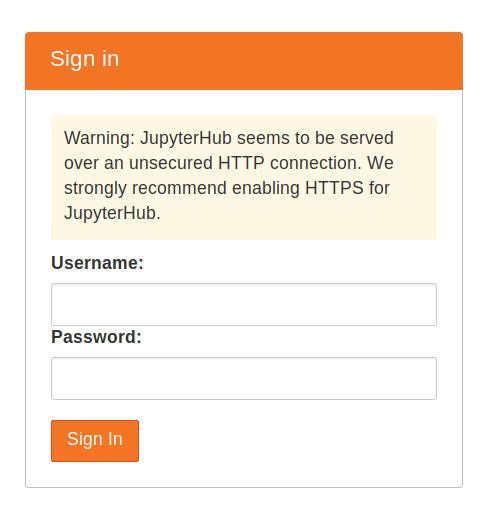 Sign in
Warning: JupyterHub seems to be served
over an unsecured HTTP connection. We
strongly recommend enabling HTTPS for
JupyterHub.
Username:
Password:
Sign In